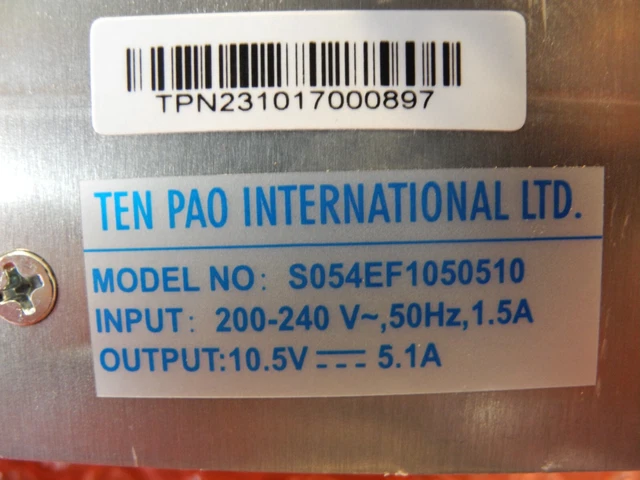 TPN231017000897
TEN PAO INTERNATIONAL LTD.
MODEL NO: S054EF1050510
INPUT: 200-240 V~,50Hz,1.5A
OUTPUT:10.5V ⎓ 5.1A